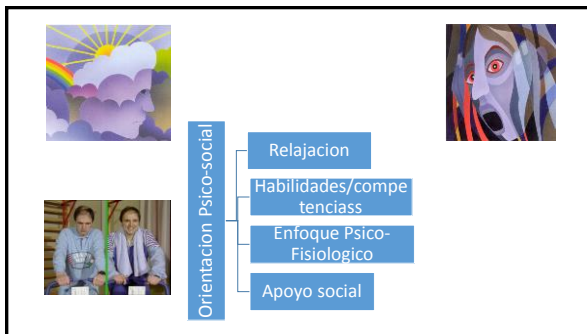 Orientacion Psico-social
Relajacion
Habilidades/compe
tenciass
Enfoque Psico-
Fisiologico
Apoyo social